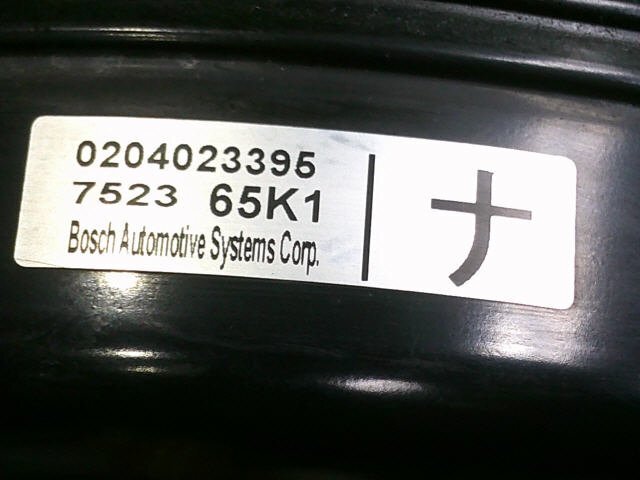 0204023395
7523 65K1
Bosch Automotive Systems Corp.
ナ